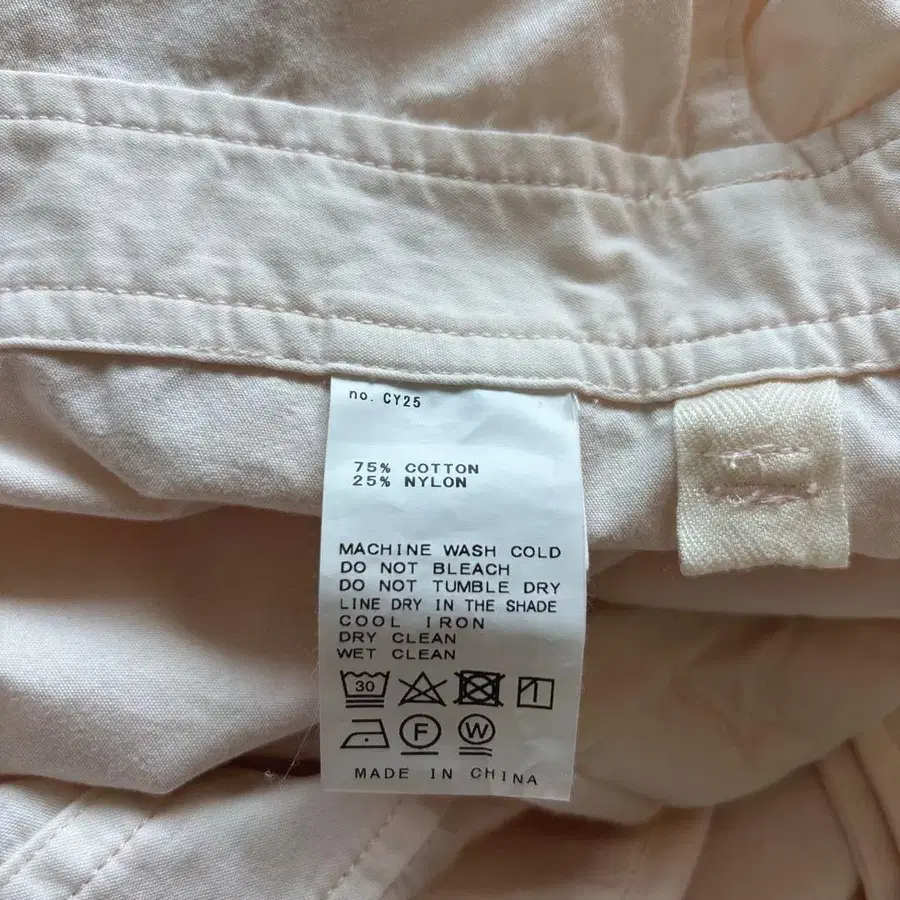 no. CY25
75% COTTON
25% NYLON
MACHINE WASH COLD
DO NOT BLEACH
DO NOT TUMBLE DRY
LINE DRY IN THE SHADE
COOL IRON
DRY CLEAN
WET CLEAN
30
F W
MADE IN CHINA